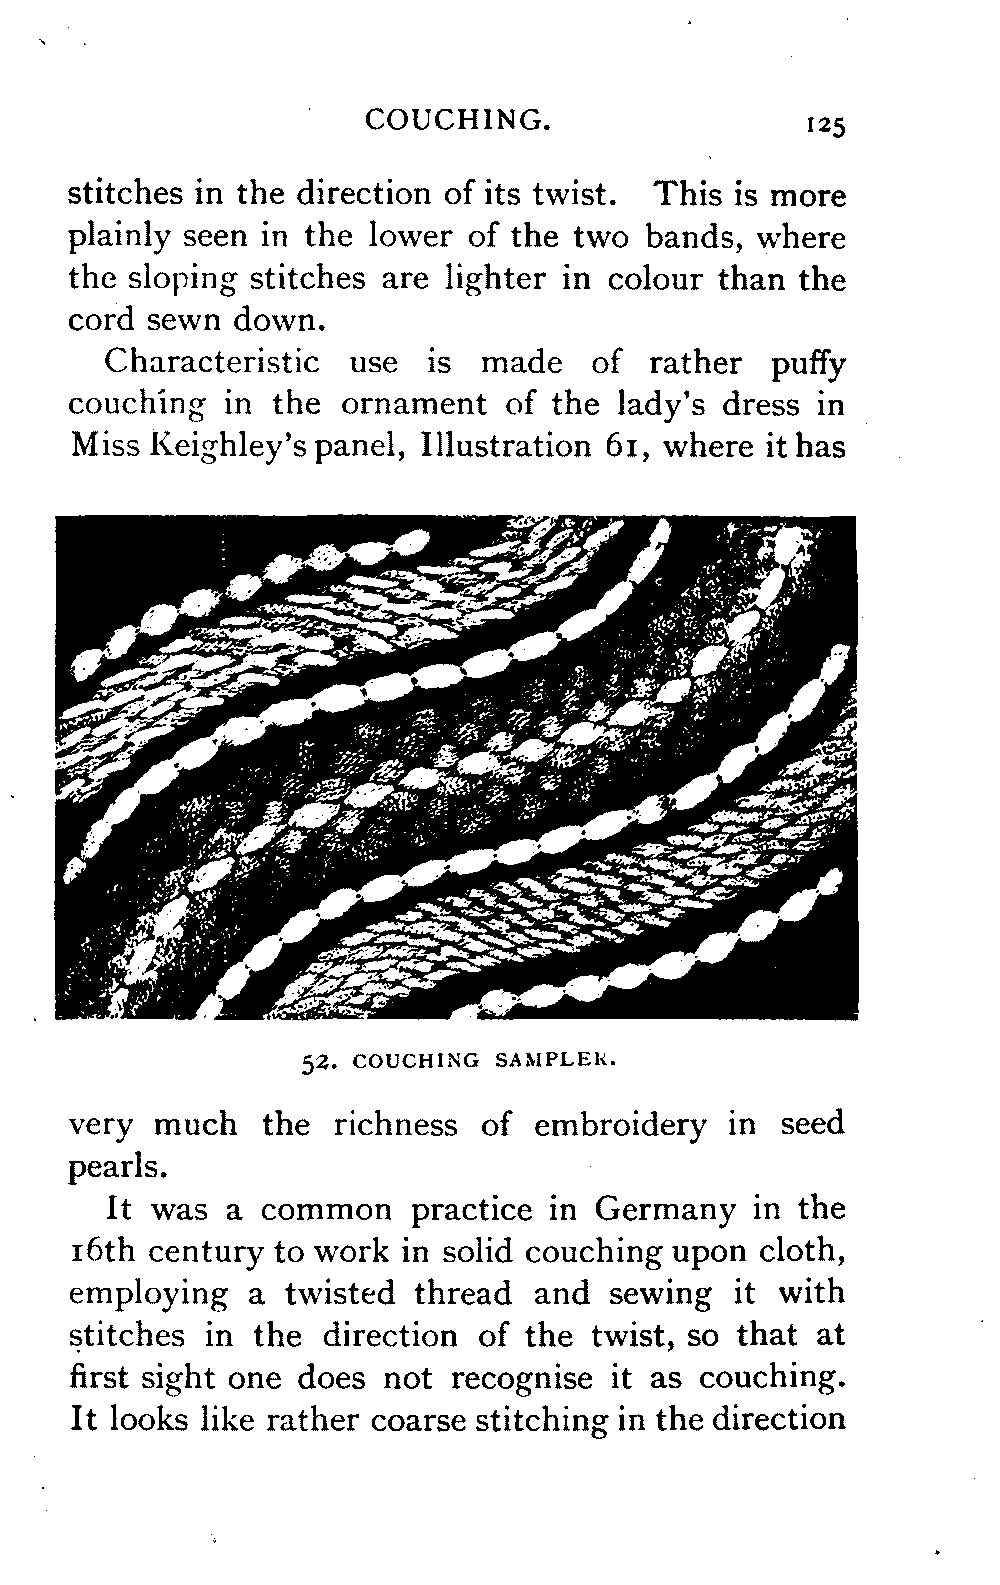 COUCHING. 125
stitches in the direction of its twist. This is more
plainly seen in the lower of the two bands, where
the sloping stitches are lighter in colour than the
cord sewn down.
Characteristic use is made of rather puffy
couching in the ornament of the lady's dress in
Miss Keighley's panel, Illustration 61, where it has
52. COUCHING SAMPLER.
very much the richness of embroidery in seed
pearls.
It was a common practice in Germany in the
16th century to work in solid couching upon cloth,
employing a twisted thread and sewing it with
stitches in the direction of the twist, so that at
first sight one does not recognise it as couching.
It looks like rather coarse stitching in the direction